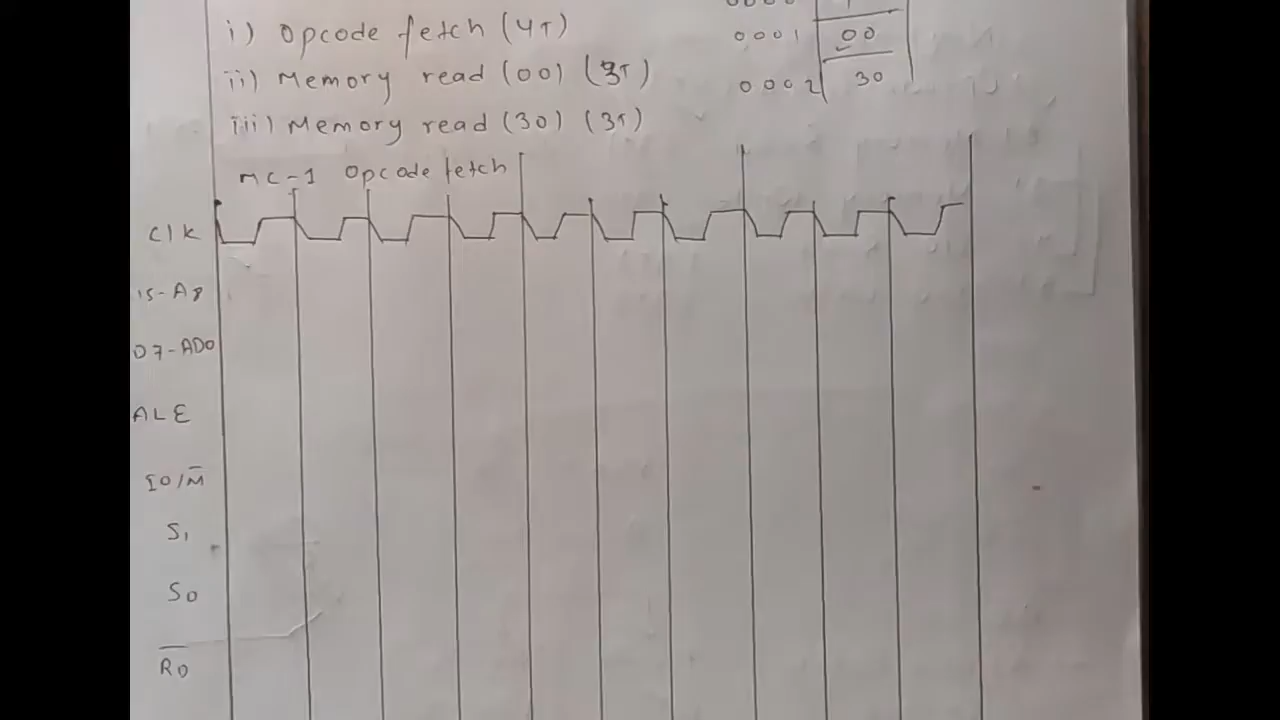 i) Opcode fetch (4T)
0001 00
ii) Memory read (00) (3T)
0002 30
iii) Memory read (30) (3T)
MC-1 Opcode fetch
Clk
15-A8
D7-AD0
ALE
IO/M̅
S1
S0
R̅D̅